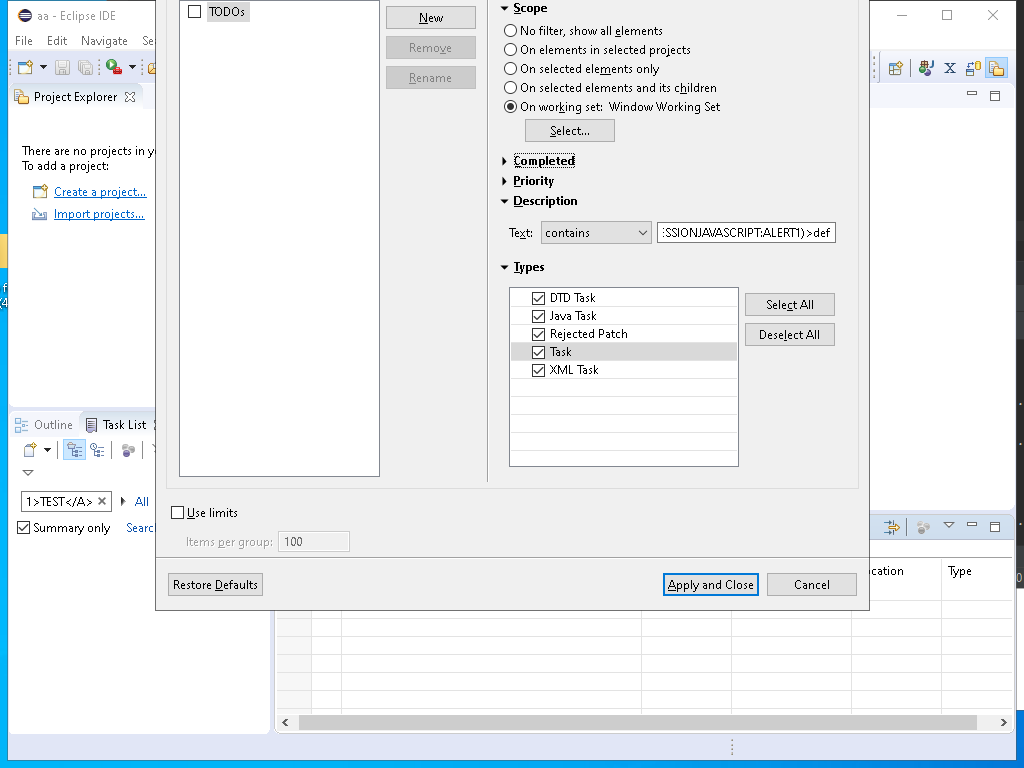 aa - Eclipse IDE
File Edit Navigate
Project Explorer
There are no projects in
To add a project:
Create a project...
Import projects...
Outline Task List
1>TEST</A> All
Summary only
TODOs
New
Remove
Rename
Scope
No filter, show all elements
On elements in selected projects
On selected elements only
On selected elements and its children
On working set: Window Working Set
Select...
Completed
Priority
Description
Text: contains SSIONJAVASCRIPT:ALERT1)>def
Types
DTD Task
Java Task
Rejected Patch
Task
XML Task
Select All
Deselect All
Use limits
Items per group: 100
Restore Defaults
Apply and Close
Cancel
Type